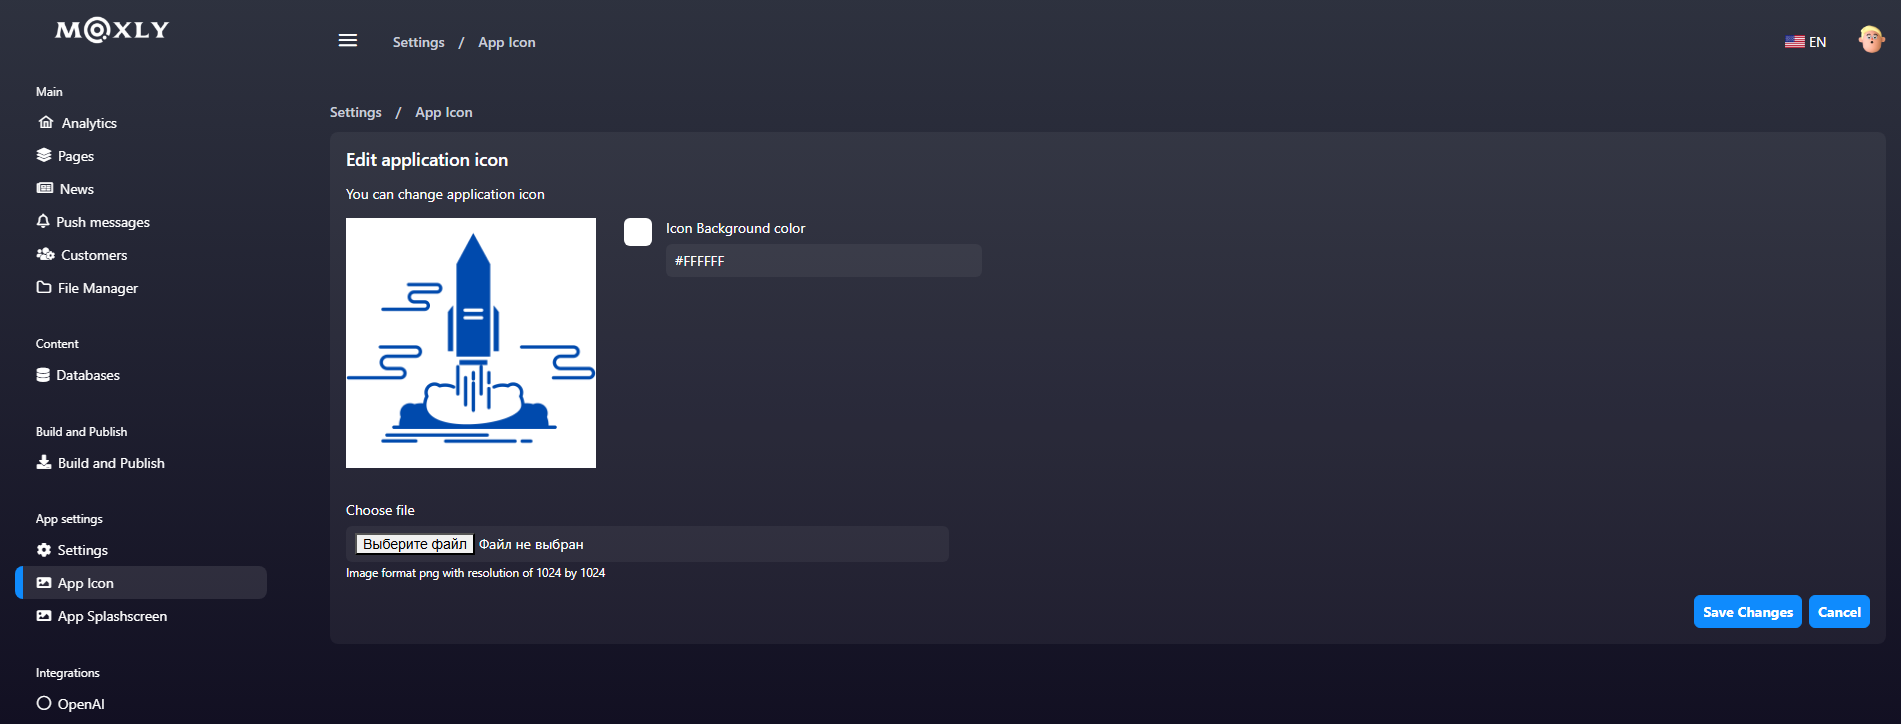 MOXLY
Settings / App Icon
EN
Main
Analytics
Pages
News
Push messages
Customers
File Manager
Content
Databases
Build and Publish
Build and Publish
App settings
Settings
App Icon
App Splashscreen
Integrations
OpenAI
Settings / App Icon
Edit application icon
You can change application icon
Icon Background color
#FFFFFF
Choose file
Выберите файл Файл не выбран
Image format png with resolution of 1024 by 1024
Save Changes Cancel